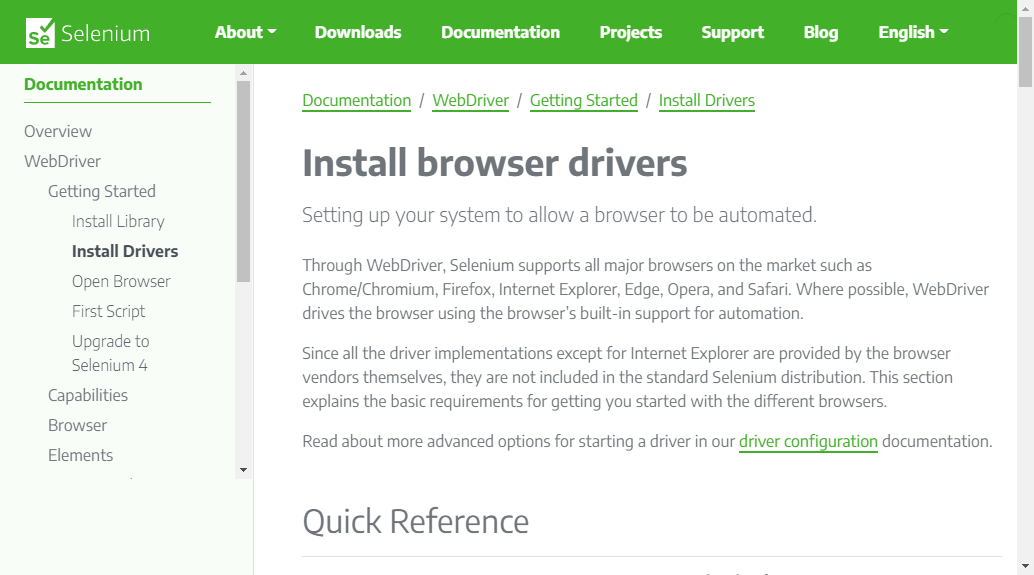 Se Selenium
About Downloads Documentation Projects Support Blog English
Documentation
Overview
WebDriver
Getting Started
Install Library
Install Drivers
Open Browser
First Script
Upgrade to
Selenium 4
Capabilities
Browser
Elements
Documentation / WebDriver / Getting Started / Install Drivers
Install browser drivers
Setting up your system to allow a browser to be automated.
Through WebDriver, Selenium supports all major browsers on the market such as
Chrome/Chromium, Firefox, Internet Explorer, Edge, Opera, and Safari. Where possible, WebDriver
drives the browser using the browser’s built-in support for automation.
Since all the driver implementations except for Internet Explorer are provided by the browser
vendors themselves, they are not included in the standard Selenium distribution. This section
explains the basic requirements for getting you started with the different browsers.
Read about more advanced options for starting a driver in our driver configuration documentation.
Quick Reference